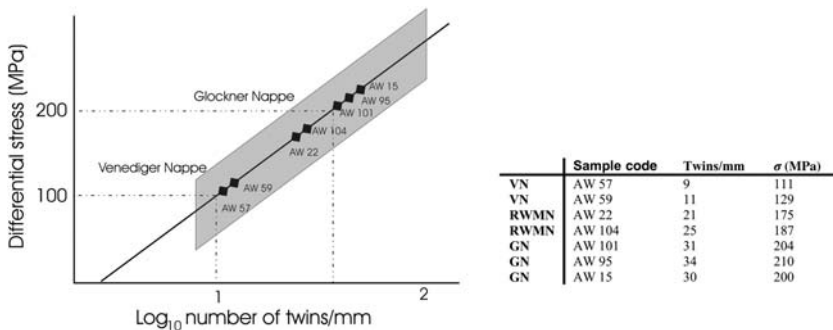 Differential stress (MPa)
200
100
Glockner Nappe
AW 15
AW 95
AW 101
AW 104
AW 22
Venediger Nappe
AW 59
AW 57
1
2
Log10 number of twins/mm
Sample code Twins/mm σ (MPa)
VN AW 57 9 111
VN AW 59 11 129
RWMN AW 22 21 175
RWMN AW 104 25 187
GN AW 101 31 204
GN AW 95 34 210
GN AW 15 30 200